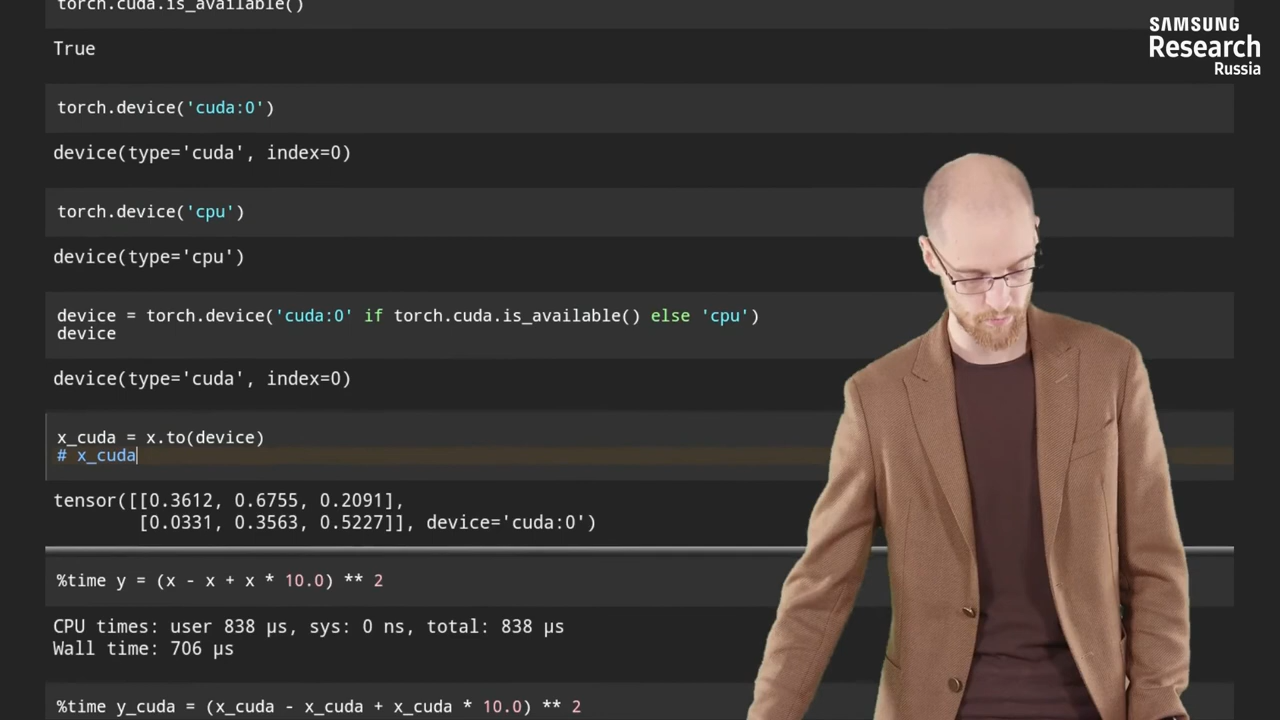 torch.cuda.is_available()
SAMSUNG
Research
Russia
True
torch.device('cuda:0')
device(type='cuda', index=0)
torch.device('cpu')
device(type='cpu')
device = torch.device('cuda:0' if torch.cuda.is_available() else 'cpu')
device
device(type='cuda', index=0)
x_cuda = x.to(device)
# x_cuda
tensor([[0.3612, 0.6755, 0.2091],
[0.0331, 0.3563, 0.5227]], device='cuda:0')
%time y = (x - x + x * 10.0) ** 2
CPU times: user 838 µs, sys: 0 ns, total: 838 µs
Wall time: 706 µs
%time y_cuda = (x_cuda - x_cuda + x_cuda * 10.0) ** 2